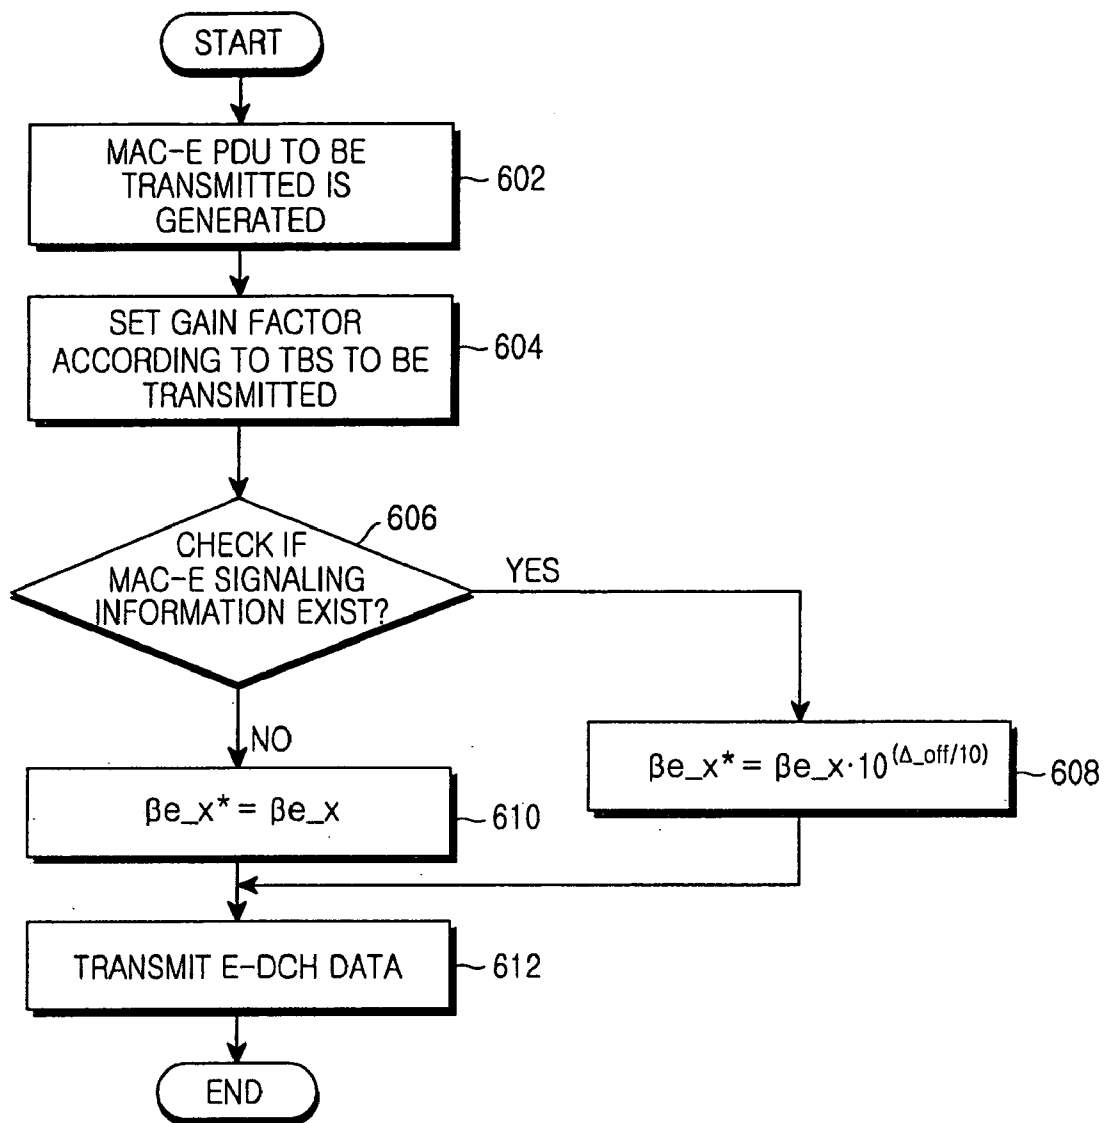 START
MAC-E PDU TO BE
TRANSMITTED IS
GENERATED
602
SET GAIN FACTOR
ACCORDING TO TBS TO BE
TRANSMITTED
604
606
CHECK IF
MAC-E SIGNALING
INFORMATION EXIST?
YES
NO
βe_x* = βe_x·10^(Δ_off/10)
608
βe_x* = βe_x
610
TRANSMIT E-DCH DATA
612
END